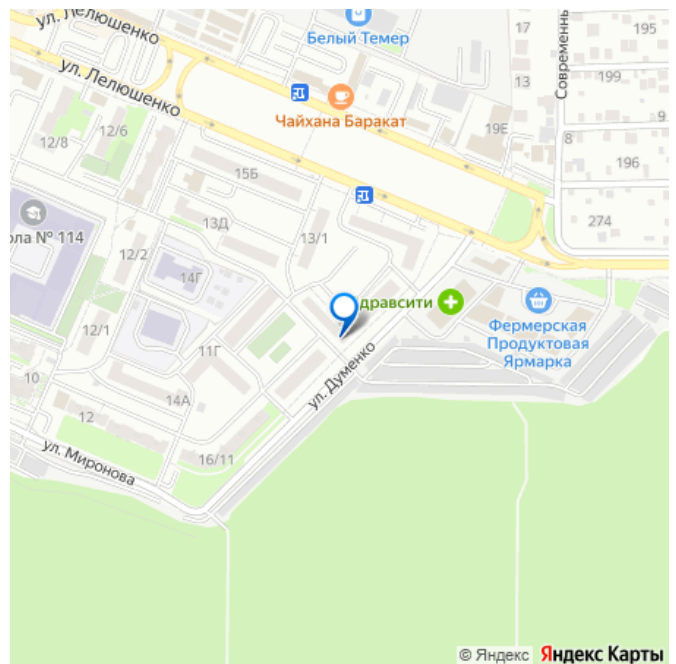 ул. Лелюшенко
Белый Темер
17
195
ул. Лелюшенко
Современны
13
199
Чайхана Баракат
12/6
19Е
9
12/8
8
196
15Б
13Д
274
ола № 114
13/1
12/2
14Г
дравсити
Фермерская
Продуктовая
Ярмарка
12/1
11Г
ул. Думенко
10
14А
12
ул. Миронова
16/11
© Яндекс Яндекс Карты